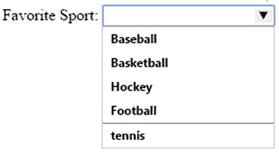 Favorite Sport:
Baseball
Basketball
Hockey
Football
tennis